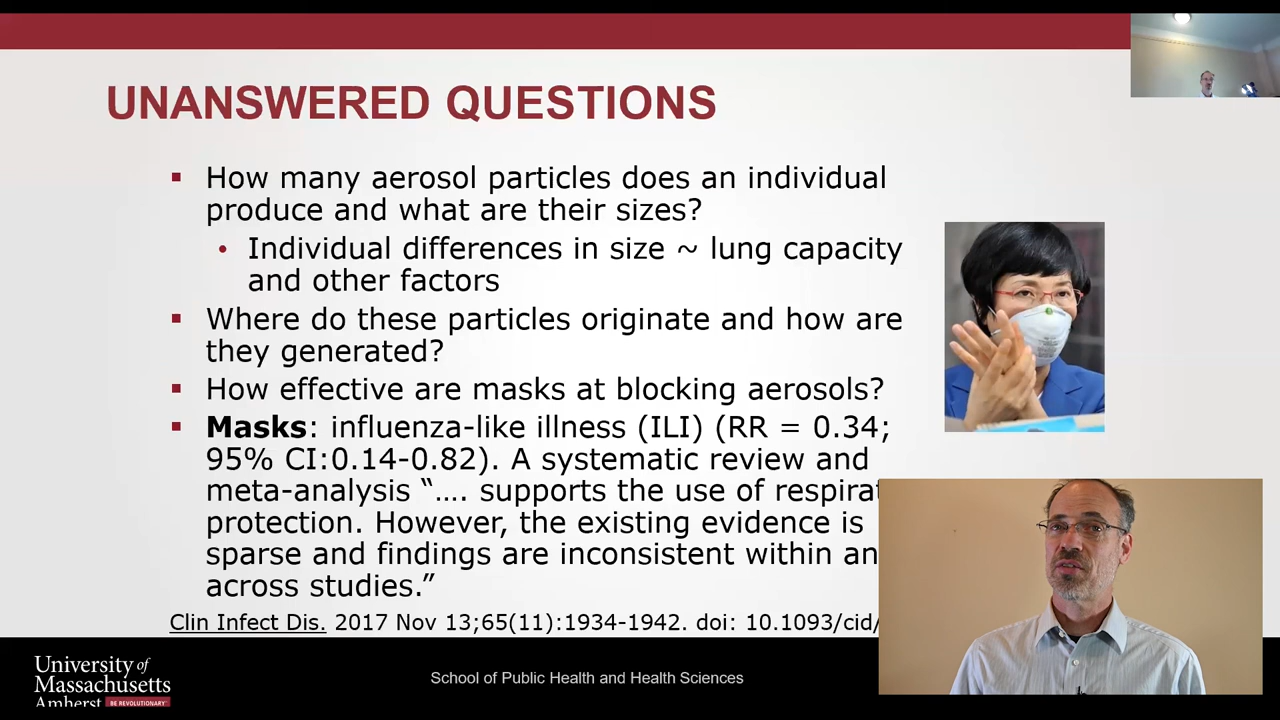 UNANSWERED QUESTIONS
▪ How many aerosol particles does an individual
produce and what are their sizes?
• Individual differences in size ~ lung capacity
and other factors
▪ Where do these particles originate and how are
they generated?
▪ How effective are masks at blocking aerosols?
▪ Masks: influenza-like illness (ILI) (RR = 0.34;
95% CI:0.14-0.82). A systematic review and
meta-analysis “…. supports the use of respirat
protection. However, the existing evidence is
sparse and findings are inconsistent within an
across studies.”
Clin Infect Dis. 2017 Nov 13;65(11):1934-1942. doi: 10.1093/cid/
University of
Massachusetts
Amherst BE REVOLUTIONARY
School of Public Health and Health Sciences